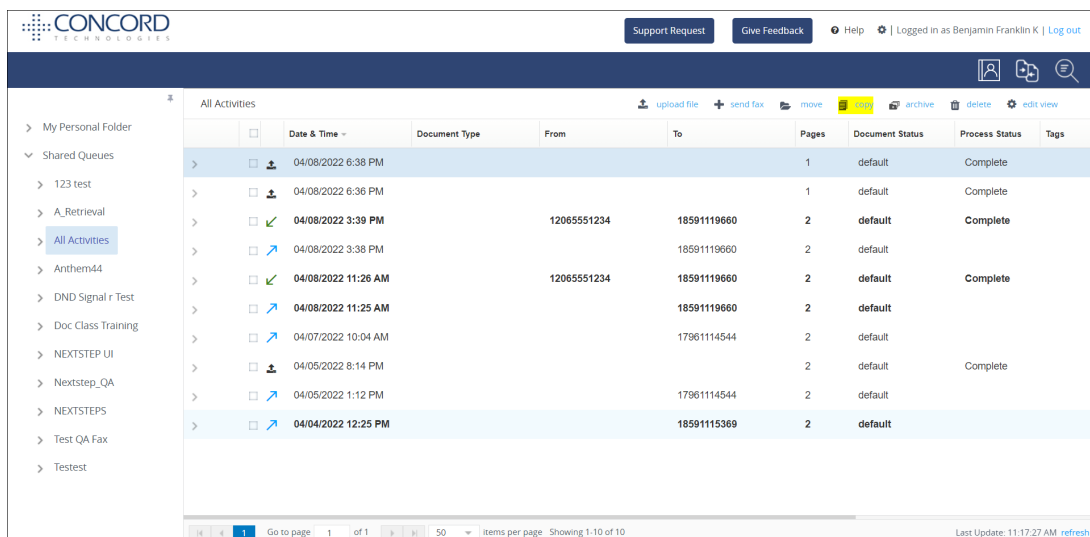 CONCORD
TECHNOLOGIES
Support Request Give Feedback Help | Logged in as Benjamin Franklin K | Log out
All Activities upload file send fax move copy archive delete edit view
My Personal Folder
Shared Queues
123 test
A_Retrieval
All Activities
Anthem44
DND Signal r Test
Doc Class Training
NEXTSTEP UI
Nextstep_QA
NEXTSTEPS
Test QA Fax
Testest
Date & Time Document Type From To Pages Document Status Process Status Tags
04/08/2022 6:38 PM 1 default Complete
04/08/2022 6:36 PM 1 default Complete
04/08/2022 3:39 PM 12065551234 18591119660 2 default Complete
04/08/2022 3:38 PM 18591119660 2 default
04/08/2022 11:26 AM 12065551234 18591119660 2 default Complete
04/08/2022 11:25 AM 18591119660 2 default
04/07/2022 10:04 AM 17961114544 2 default
04/05/2022 8:14 PM 2 default Complete
04/05/2022 1:12 PM 17961114544 2 default
04/04/2022 12:25 PM 18591115369 2 default
1 Go to page 1 of 1 50 items per page Showing 1-10 of 10 Last Update: 11:17:27 AM refresh